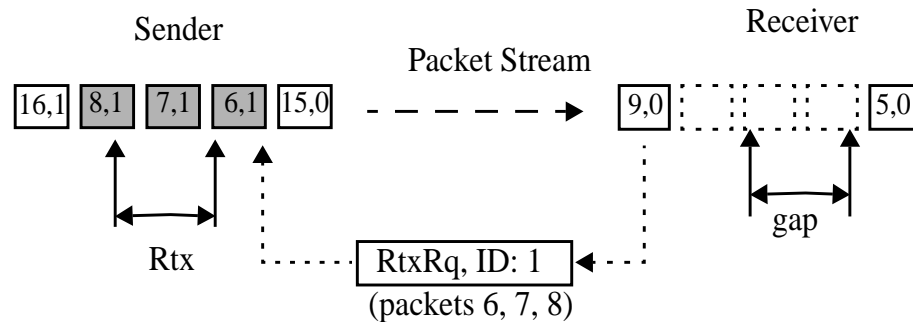 Sender
Receiver
Packet Stream
16,1 8,1 7,1 6,1 15,0
9,0 5,0
Rtx
gap
RtxRq, ID: 1
(packets 6, 7, 8)